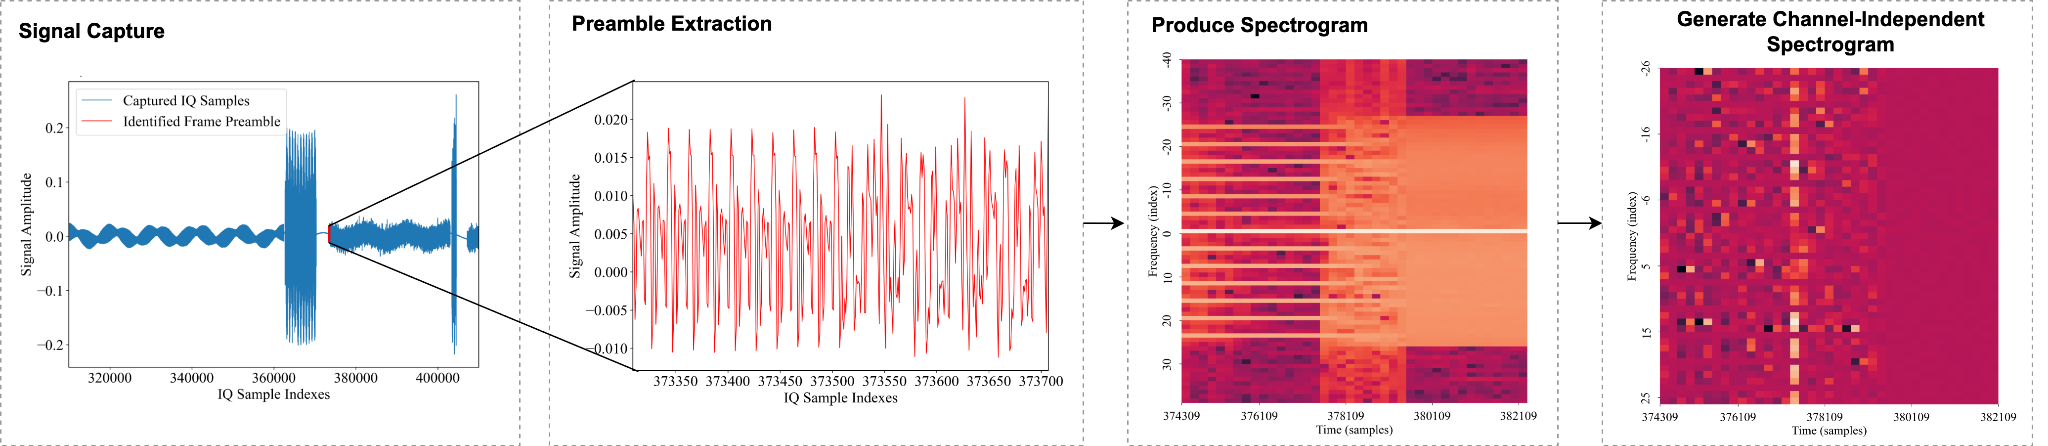 Signal Capture
Captured IQ Samples
Identified Frame Preamble
Signal Amplitude
0.2
0.1
0.0
−0.1
−0.2
320000 340000 360000 380000 400000
IQ Sample Indexes
Preamble Extraction
Signal Amplitude
0.020
0.015
0.010
0.005
0.000
−0.005
−0.010
373350 373400 373450 373500 373550 373600 373650 373700
IQ Sample Indexes
Produce Spectrogram
Frequency (index)
-40
-30
-20
-10
0
10
20
30
374309 376109 378109 380109 382109
Time (samples)
Generate Channel-Independent
Spectrogram
Frequency (index)
-26
-16
-6
5
15
25
374309 376109 378109 380109 382109
Time (samples)